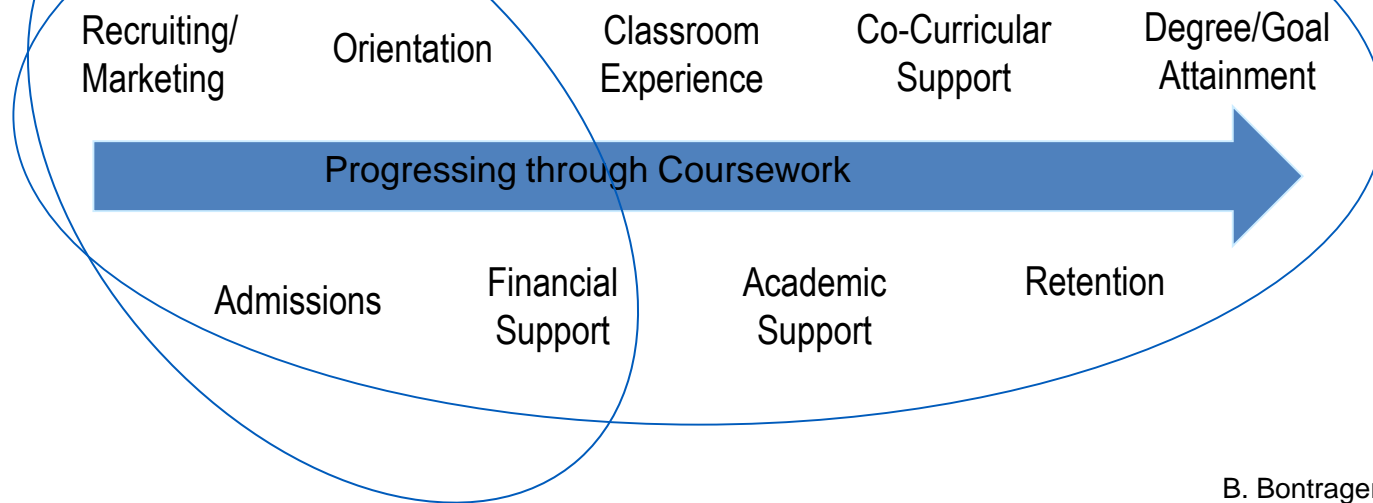 Recruiting/
Marketing
Orientation
Classroom
Experience
Co-Curricular
Support
Degree/Goal
Attainment
Progressing through Coursework
Admissions
Financial
Support
Academic
Support
Retention
B. Bontrager